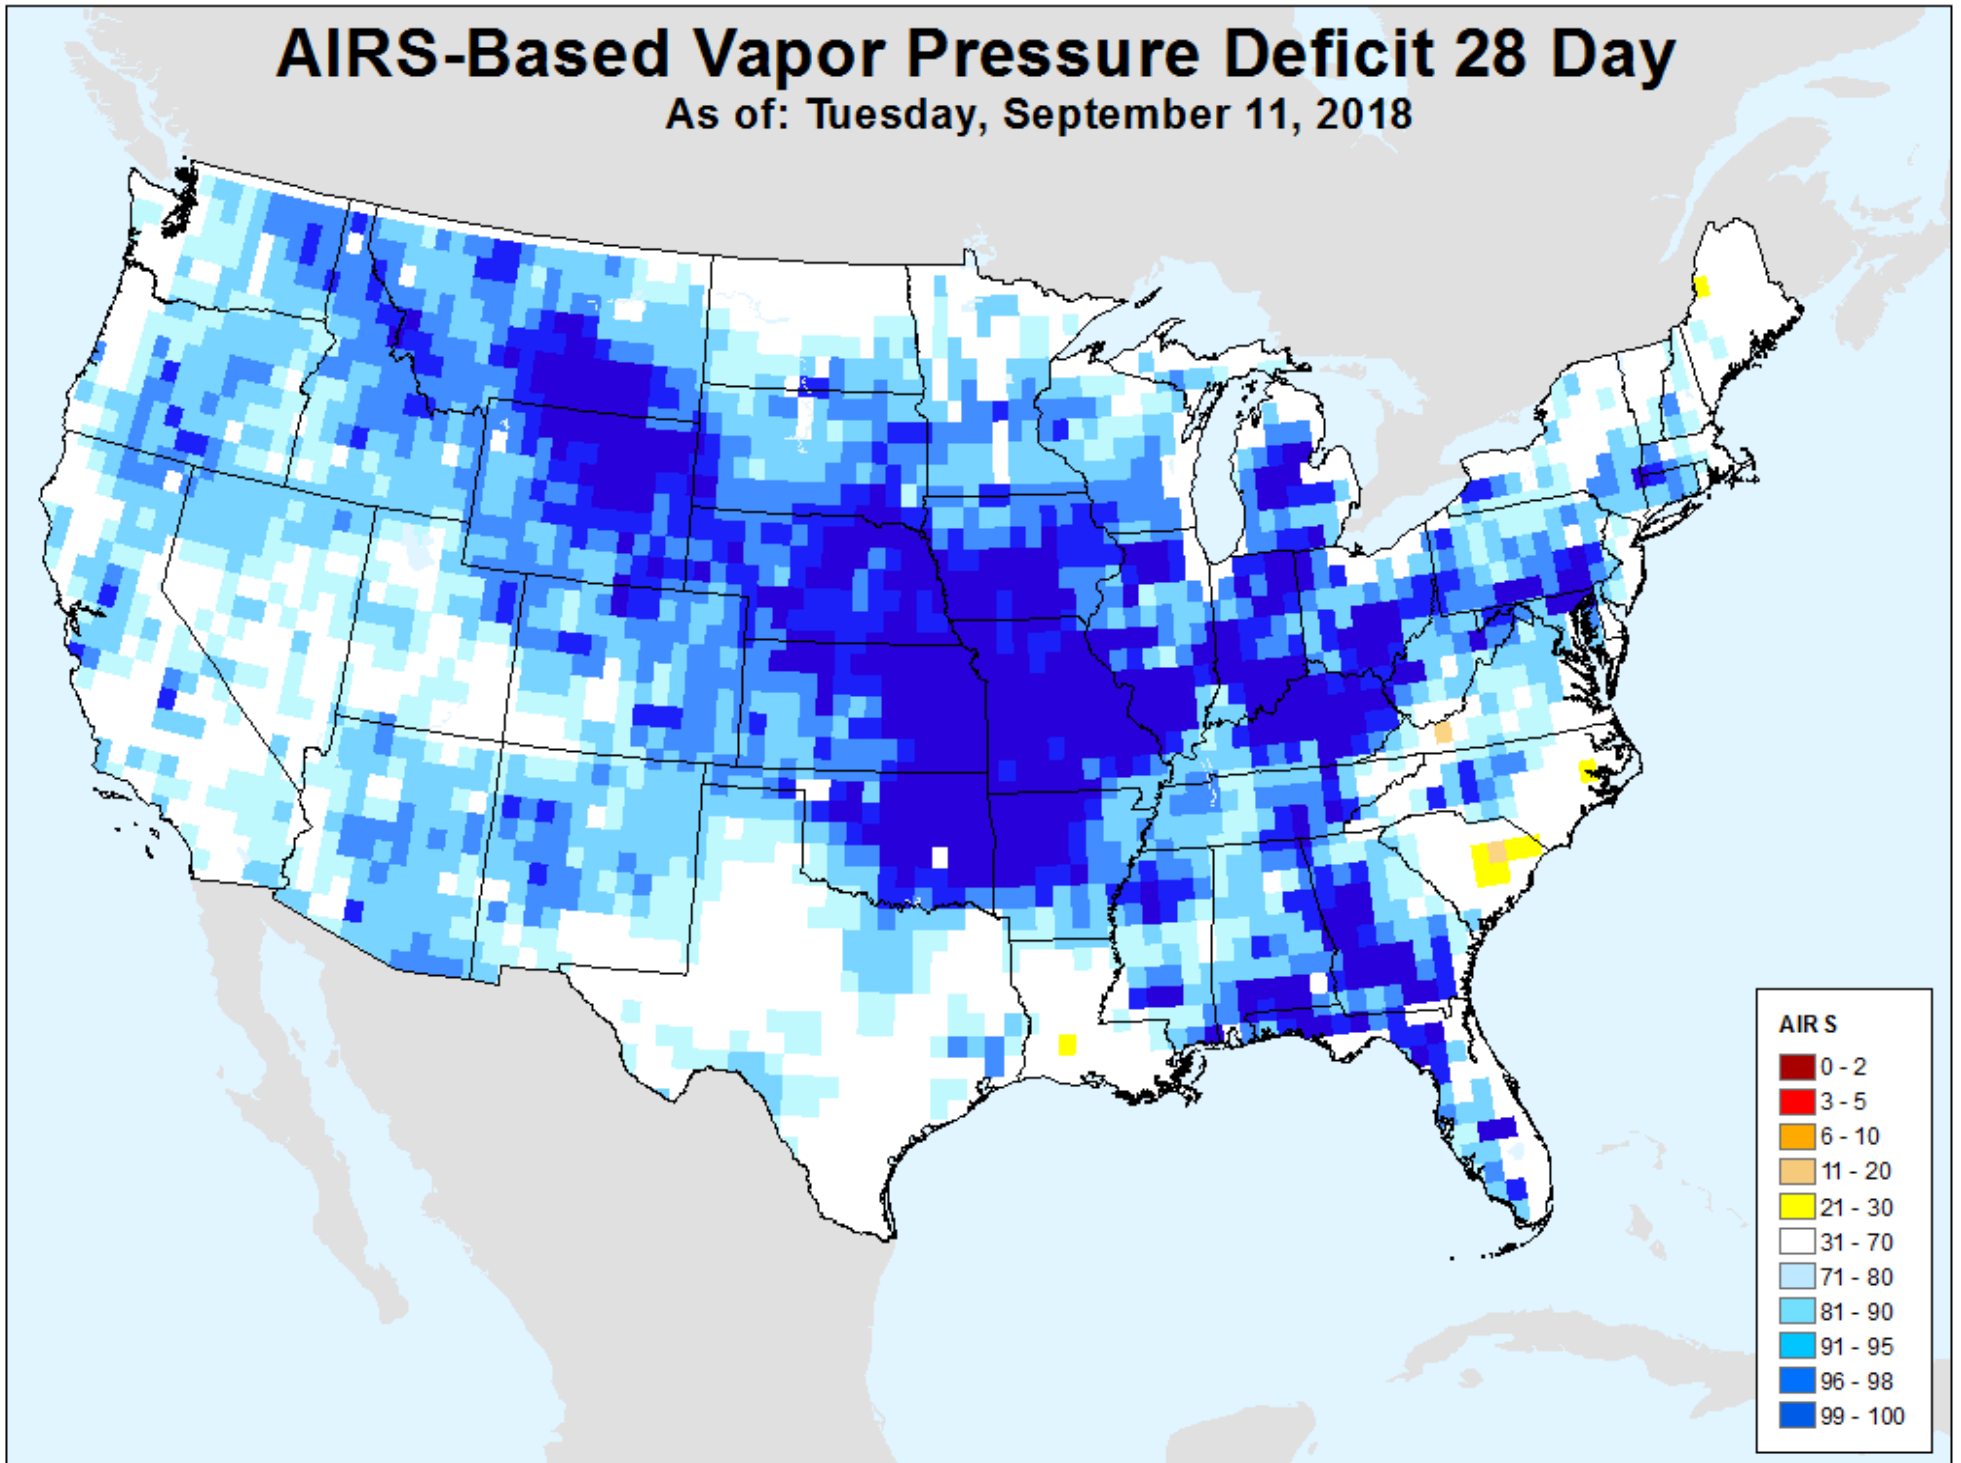 AIRS-Based Vapor Pressure Deficit 28 Day
As of: Tuesday, September 11, 2018
AIRS
0 - 2
3 - 5
6 - 10
11 - 20
21 - 30
31 - 70
71 - 80
81 - 90
91 - 95
96 - 98
99 - 100